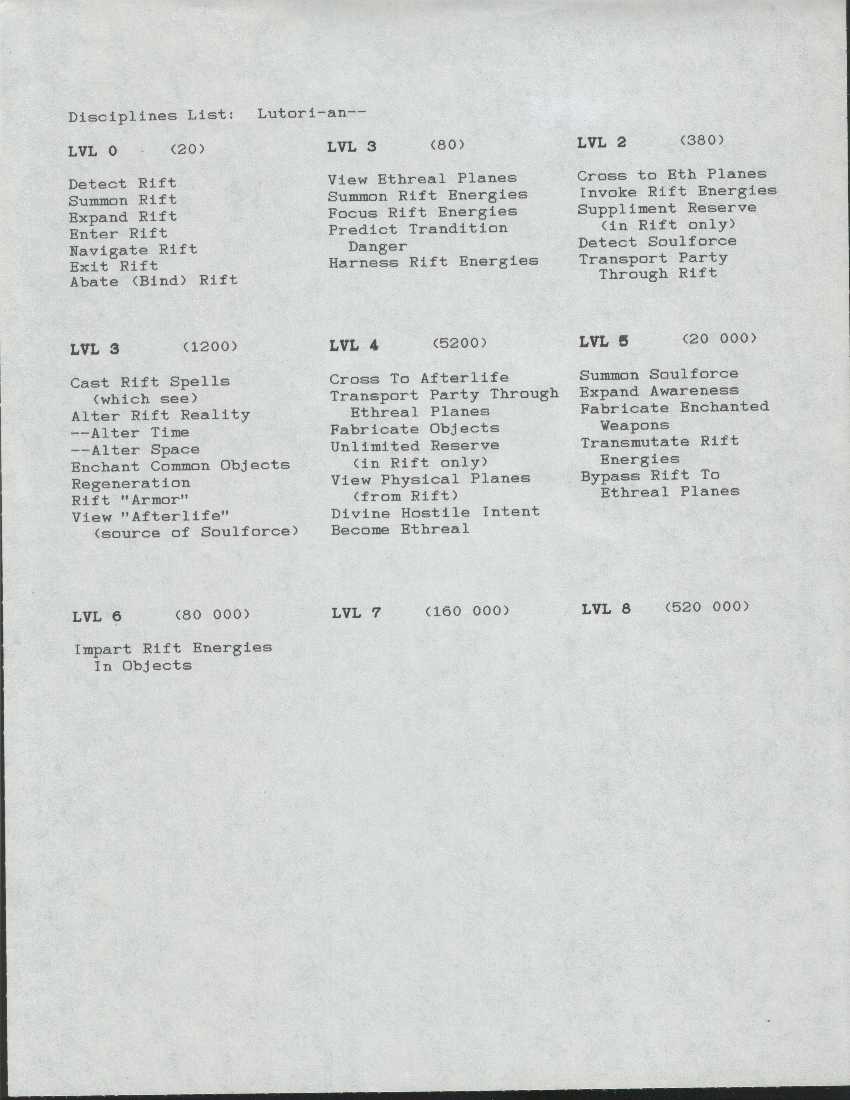 Disciplines List:  Lutori-an--
LVL 0 (20)
Detect Rift
Summon Rift
Expand Rift
Enter Rift
Navigate Rift
Exit Rift
Abate (Bind) Rift
LVL 3 (80)
View Ethreal Planes
Summon Rift Energies
Focus Rift Energies
Predict Trandition
Danger
Harness Rift Energies
LVL 2 (380)
Cross to Eth Planes
Invoke Rift Energies
Suppliment Reserve
(in Rift only)
Detect Soulforce
Transport Party
Through Rift
LVL 3 (1200)
Cast Rift Spells
(which see)
Alter Rift Reality
--Alter Time
--Alter Space
Enchant Common Objects
Regeneration
Rift "Armor"
View "Afterlife"
(source of Soulforce)
LVL 4 (5200)
Cross To Afterlife
Transport Party Through
Ethreal Planes
Fabricate Objects
Unlimited Reserve
(in Rift only)
View Physical Planes
(from Rift)
Divine Hostile Intent
Become Ethreal
LVL 5 (20 000)
Summon Soulforce
Expand Awareness
Fabricate Enchanted
Weapons
Transmutate Rift
Energies
Bypass Rift To
Ethreal Planes
LVL 6 (80 000)
Impart Rift Energies
In Objects
LVL 7 (160 000)
LVL 8 (520 000)